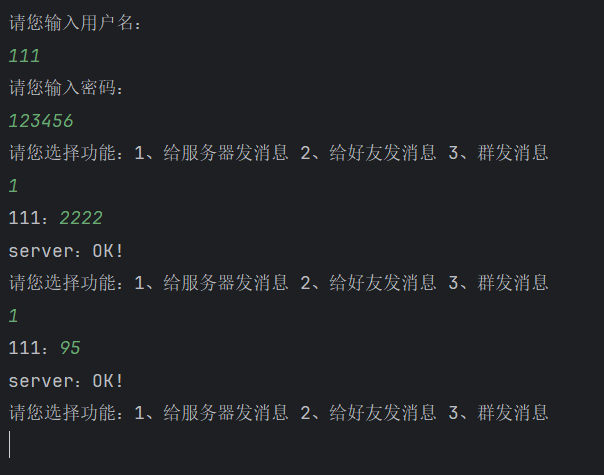 请您输入用户名：
111
请您输入密码：
123456
请您选择功能：1、给服务器发消息 2、给好友发消息 3、群发消息
1
111：2222
server：OK!
请您选择功能：1、给服务器发消息 2、给好友发消息 3、群发消息
1
111：95
server：OK!
请您选择功能：1、给服务器发消息 2、给好友发消息 3、群发消息